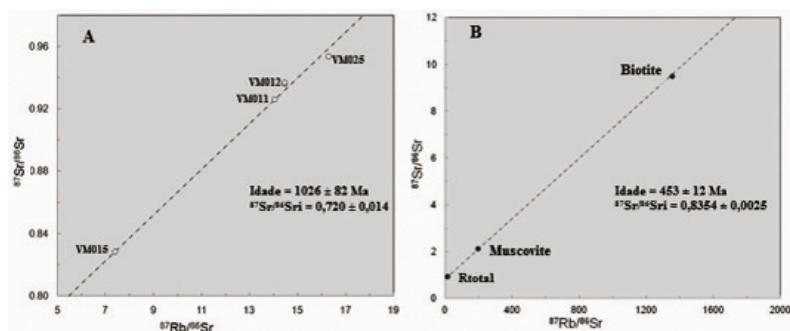 A
0.96
0.92
0.88
0.84
0.80
⁸⁷Sr/⁸⁶Sr
VM025
VM012
VM011
VM015
Idade = 1026 ± 82 Ma
⁸⁷Sr/⁸⁶Sri = 0,720 ± 0,014
5 7 9 11 13 15 17 19
⁸⁷Rb/⁸⁶Sr
B
12
10
8
6
4
2
0
⁸⁷Sr/⁸⁶Sr
Biotite
Muscovite
Rtotal
Idade = 453 ± 12 Ma
⁸⁷Sr/⁸⁶Sri = 0,8354 ± 0,0025
0 400 800 1200 1600 2000
⁸⁷Rb/⁸⁶Sr